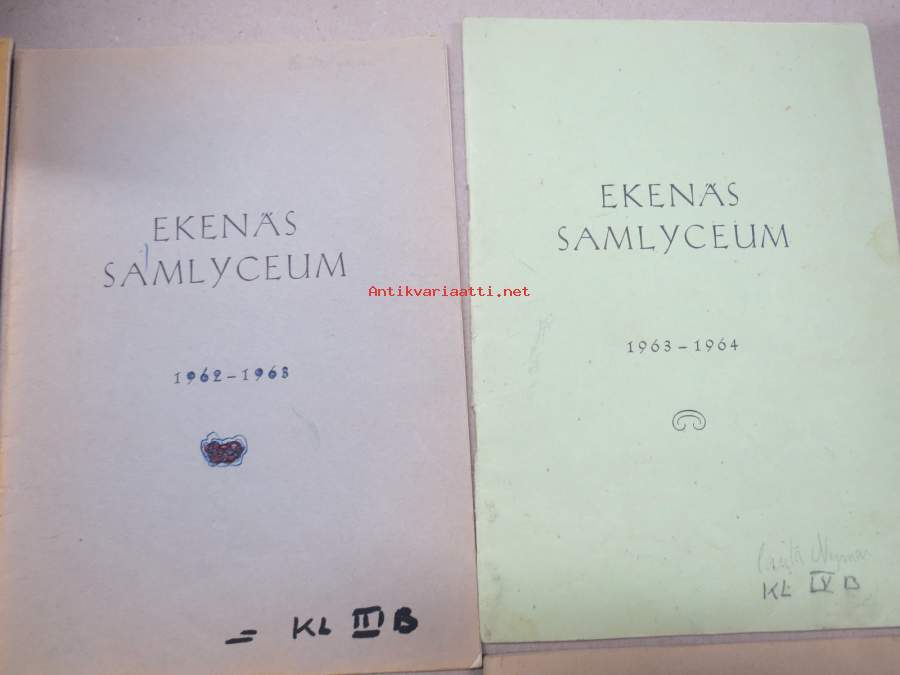 EKENÄS
SAMLYCEUM
1962-1963
= KL III B
EKENÄS
SAMLYCEUM
1963-1964
KL IV B
Antikvariaatti.net